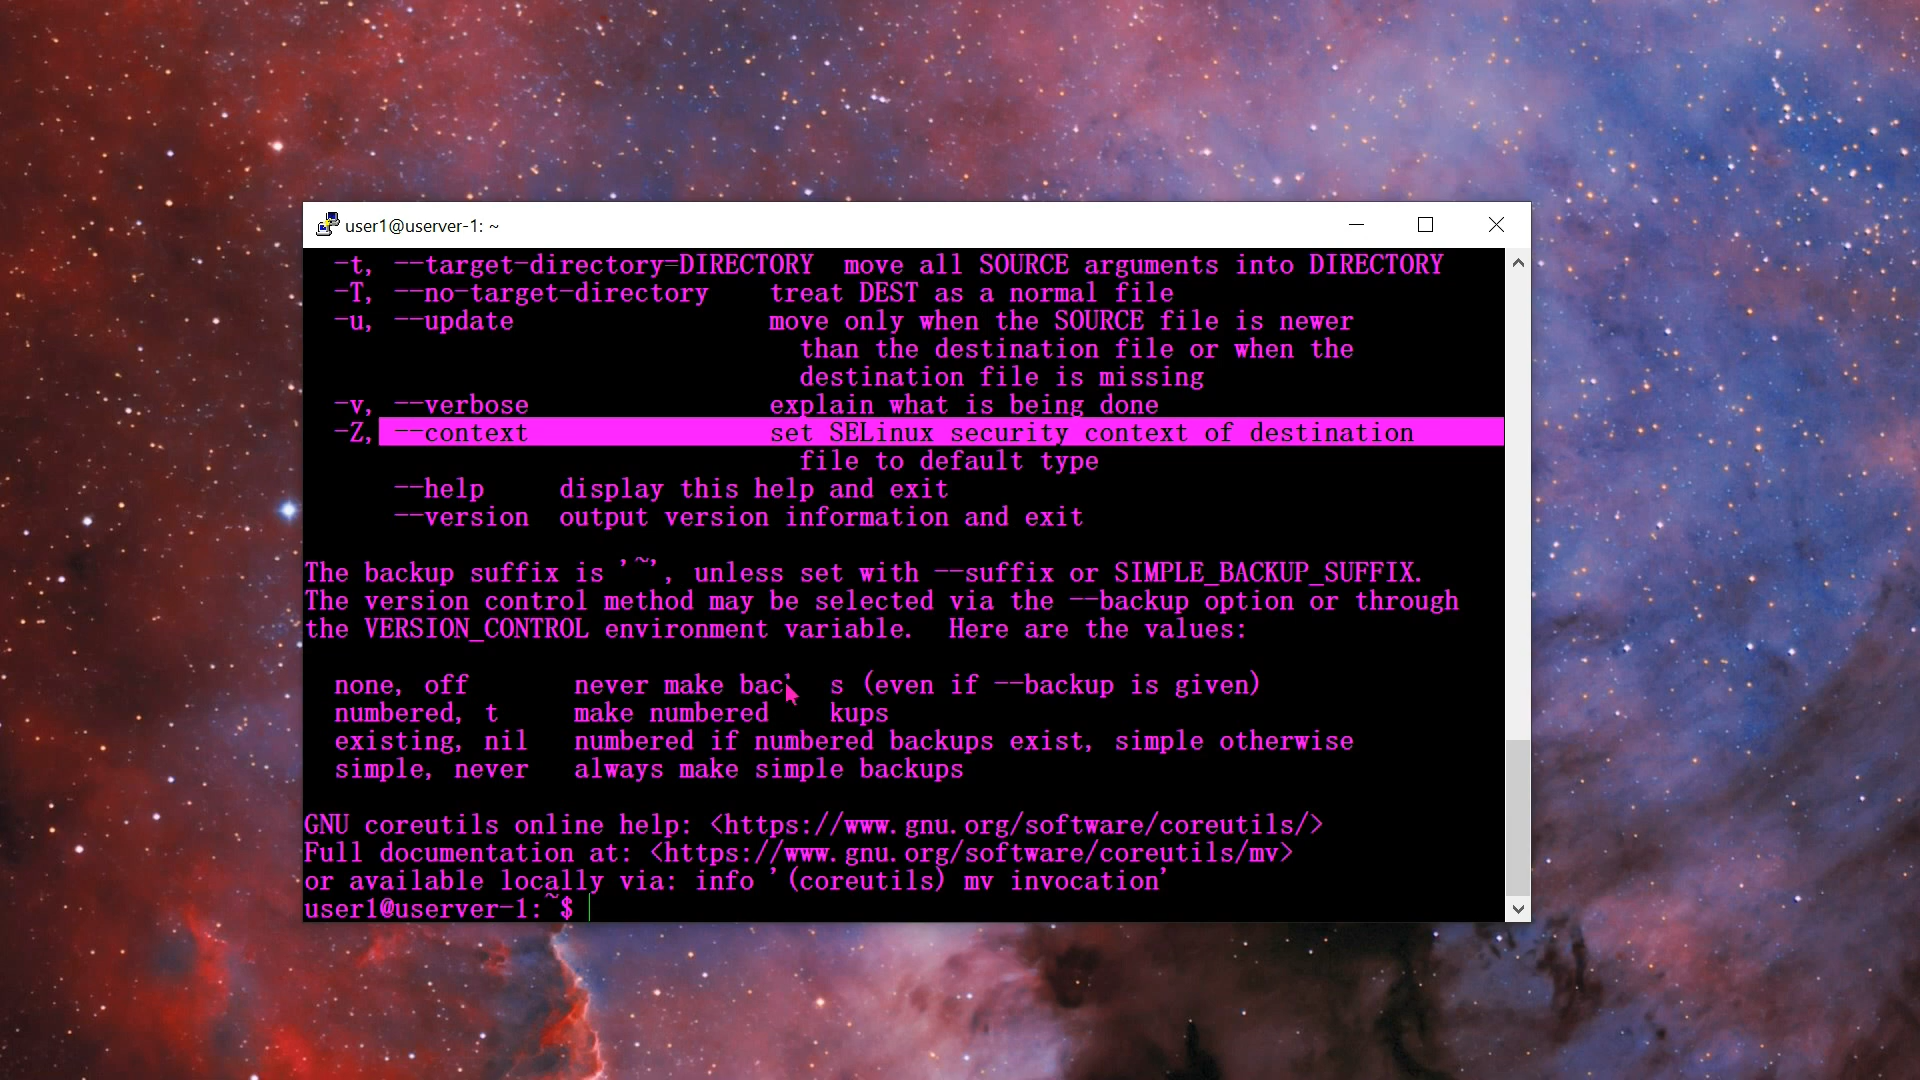 user1@userver-1: ~
-t, --target-directory=DIRECTORY  move all SOURCE arguments into DIRECTORY
-T, --no-target-directory    treat DEST as a normal file
-u, --update                 move only when the SOURCE file is newer
than the destination file or when the
destination file is missing
-v, --verbose                explain what is being done
-Z, --context                set SELinux security context of destination
file to default type
--help     display this help and exit
--version  output version information and exit
The backup suffix is '~', unless set with --suffix or SIMPLE_BACKUP_SUFFIX.
The version control method may be selected via the --backup option or through
the VERSION_CONTROL environment variable.  Here are the values:
none, off       never make s (even if --backup is given)
numbered, t     make numbered kups
existing, nil   numbered if numbered backups exist, simple otherwise
simple, never   always make simple backups
GNU coreutils online help: <https://www.gnu.org/software/coreutils/>
Full documentation at: <https://www.gnu.org/software/coreutils/mv>
or available locally via: info '(coreutils) mv invocation'
user1@userver-1:~$